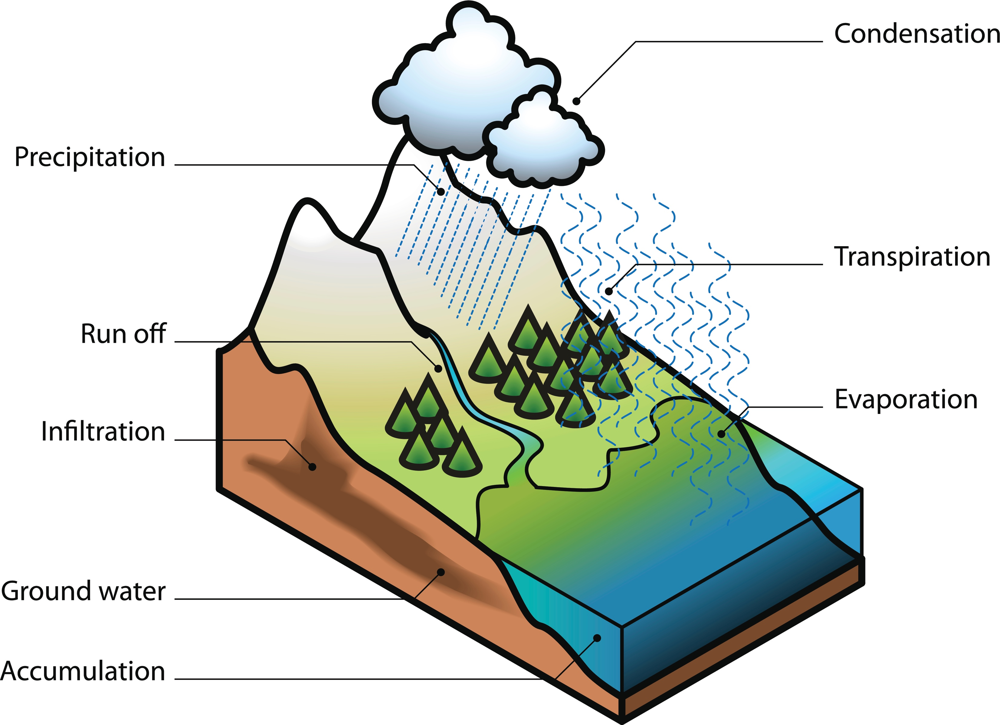 Condensation
Precipitation
Transpiration
Run off
Evaporation
Infiltration
Ground water
Accumulation